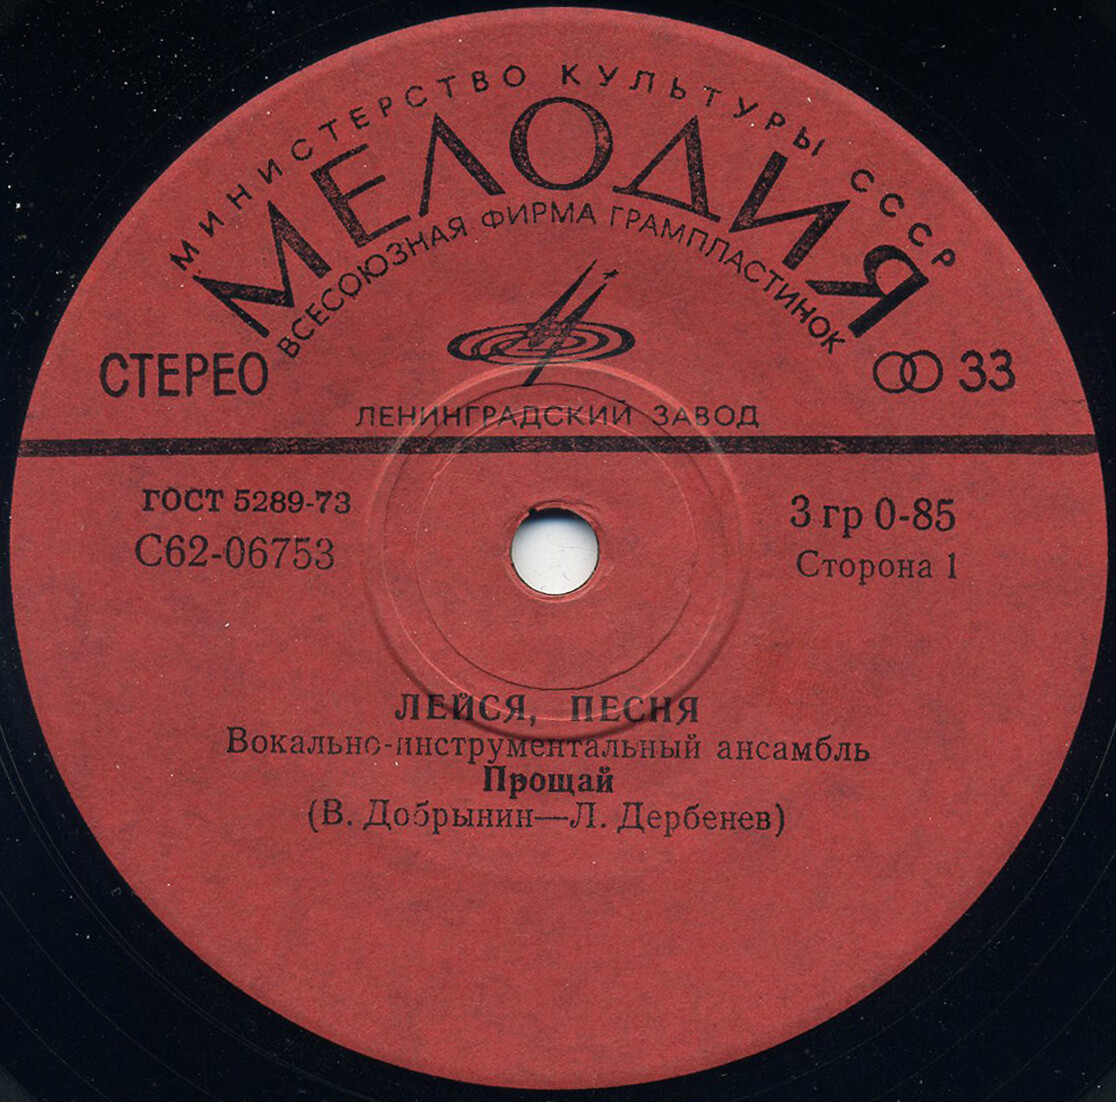 МИНИСТЕРСТВО КУЛЬТУРЫ СССР
МЕЛОДИЯ
ВСЕСОЮЗНАЯ ФИРМА ГРАМПЛАСТИНОК
СТЕРЕО
33
ЛЕНИНГРАДСКИЙ ЗАВОД
ГОСТ 5289-73
С62-06753
3 гр 0-85
Сторона 1
ЛЕЙСЯ, ПЕСНЯ
Вокально-инструментальный ансамбль
Прощай
(В. Добрынин—Л. Дербенев)